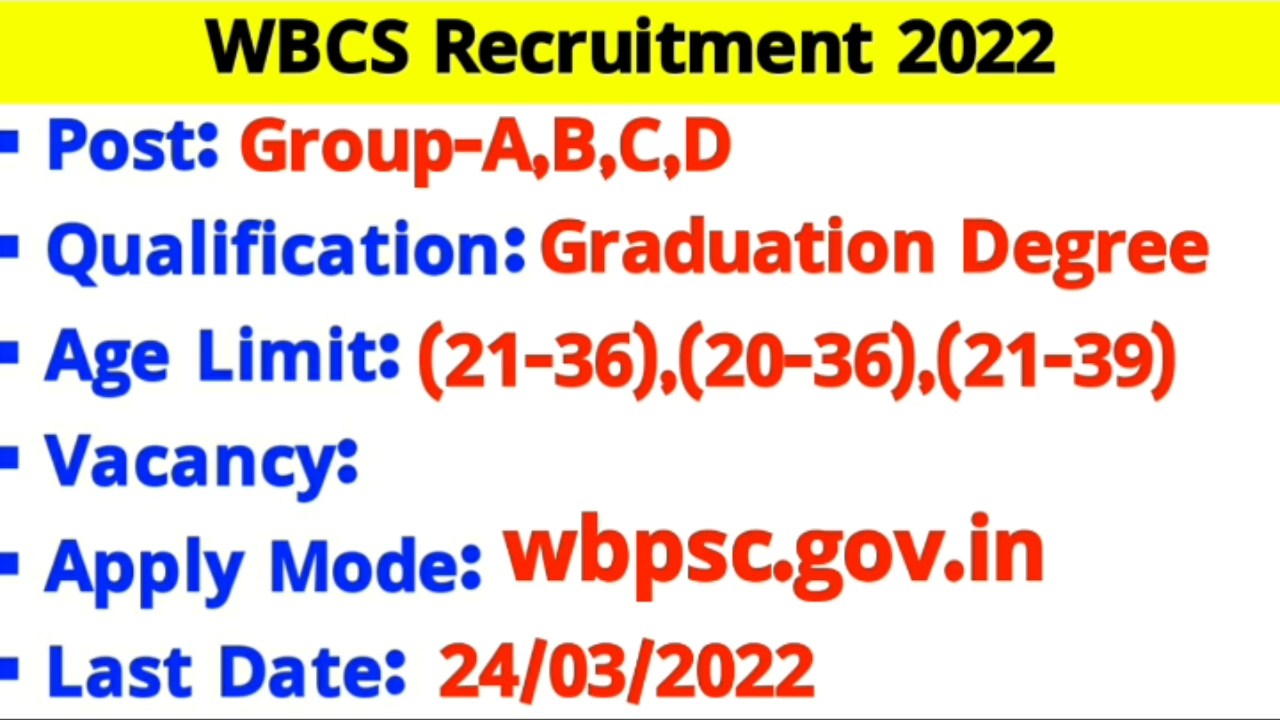 WBCS Recruitment 2022
▪ Post: Group-A,B,C,D
▪ Qualification: Graduation Degree
▪ Age Limit: (21-36),(20-36),(21-39)
▪ Vacancy:
▪ Apply Mode: wbpsc.gov.in
▪ Last Date: 24/03/2022